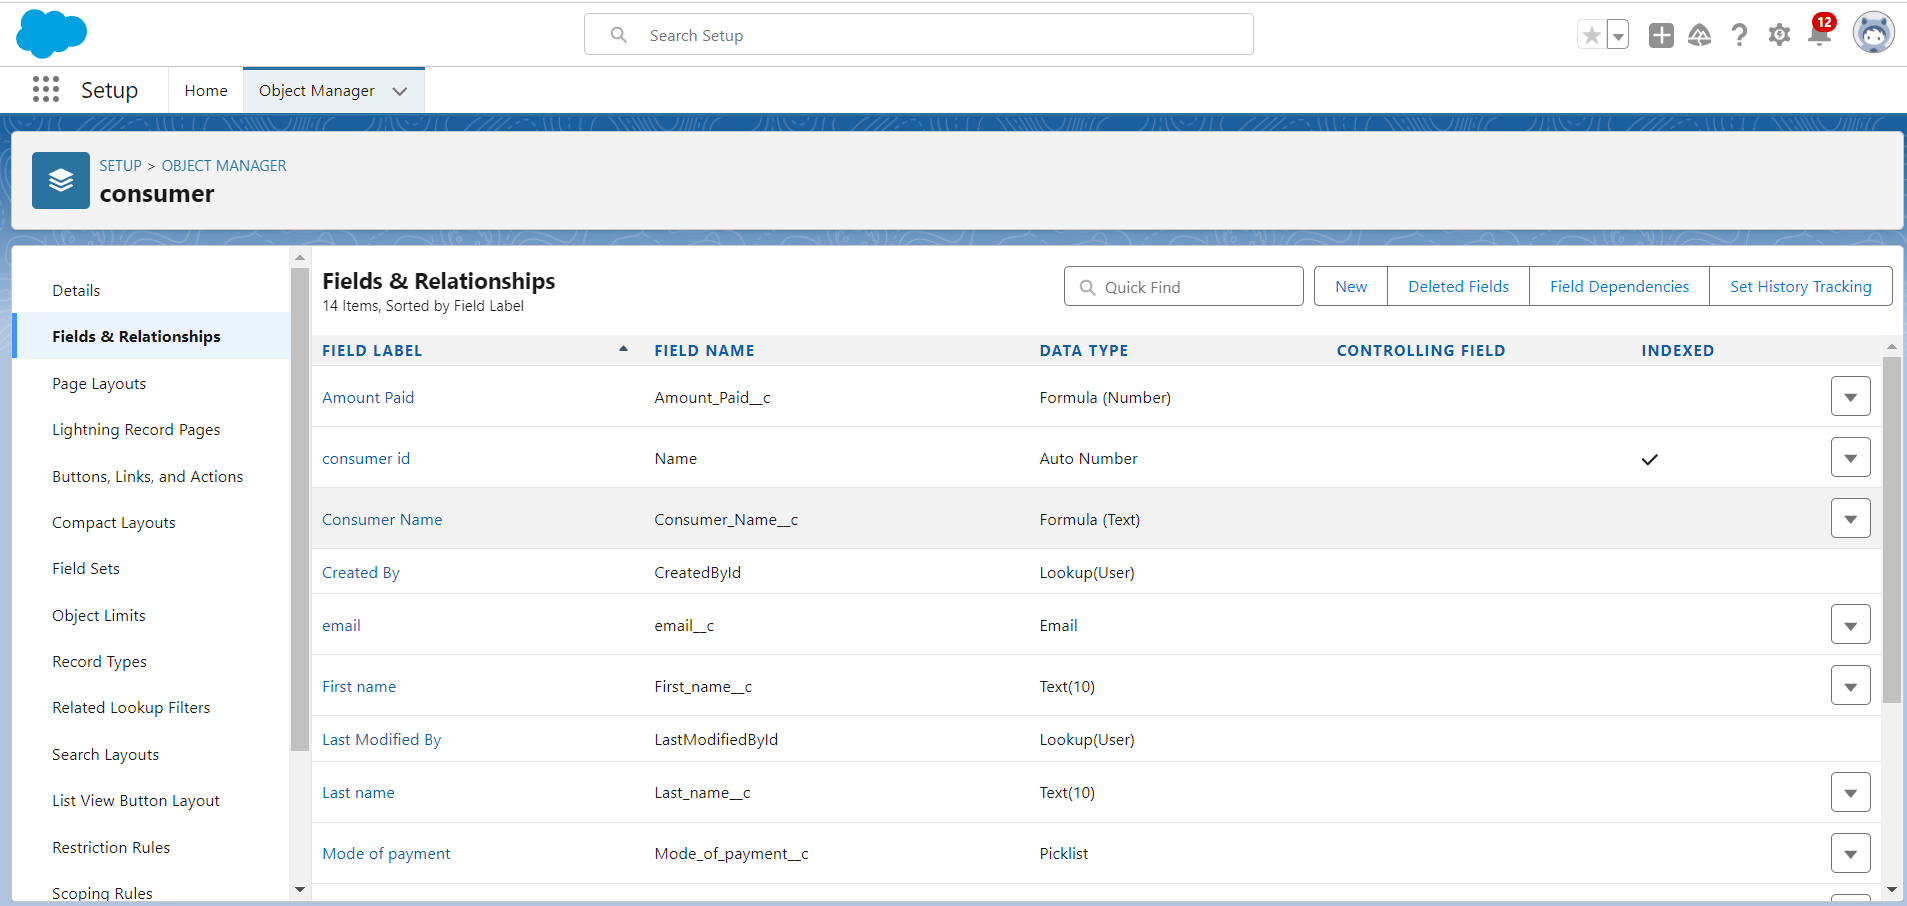 Search Setup
12
Setup Home Object Manager
SETUP > OBJECT MANAGER
consumer
Details
Fields & Relationships
Page Layouts
Lightning Record Pages
Buttons, Links, and Actions
Compact Layouts
Field Sets
Object Limits
Record Types
Related Lookup Filters
Search Layouts
List View Button Layout
Restriction Rules
Scoping Rules
Fields & Relationships
14 Items, Sorted by Field Label
Quick Find New Deleted Fields Field Dependencies Set History Tracking
FIELD LABEL FIELD NAME DATA TYPE CONTROLLING FIELD INDEXED
Amount Paid Amount_Paid__c Formula (Number)
consumer id Name Auto Number
Consumer Name Consumer_Name__c Formula (Text)
Created By CreatedById Lookup(User)
email email__c Email
First name First_name__c Text(10)
Last Modified By LastModifiedById Lookup(User)
Last name Last_name__c Text(10)
Mode of payment Mode_of_payment__c Picklist